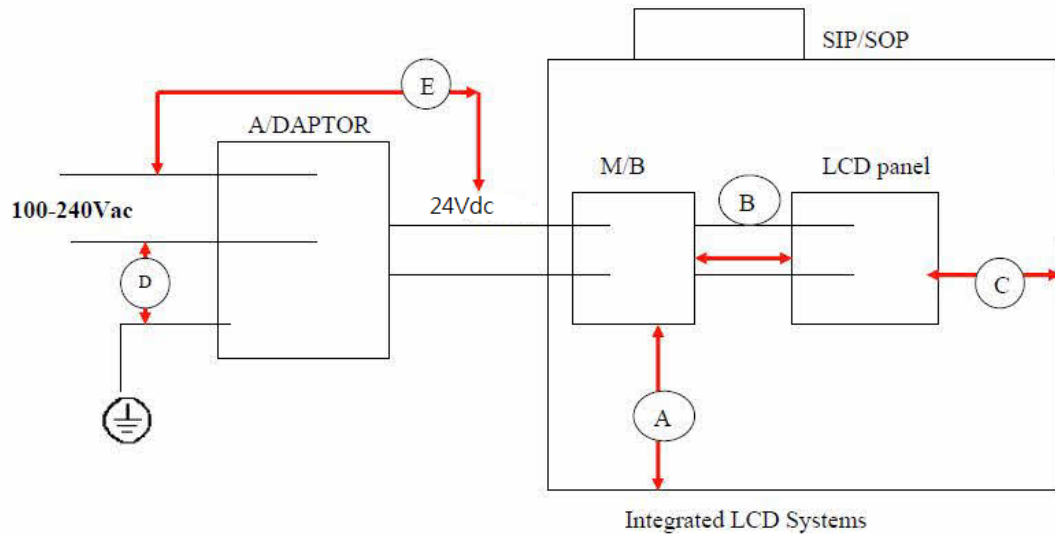 SIP/SOP
E
A/DAPTOR
M/B
LCD panel
100-240Vac
24Vdc
B
D
C
A
Integrated LCD Systems